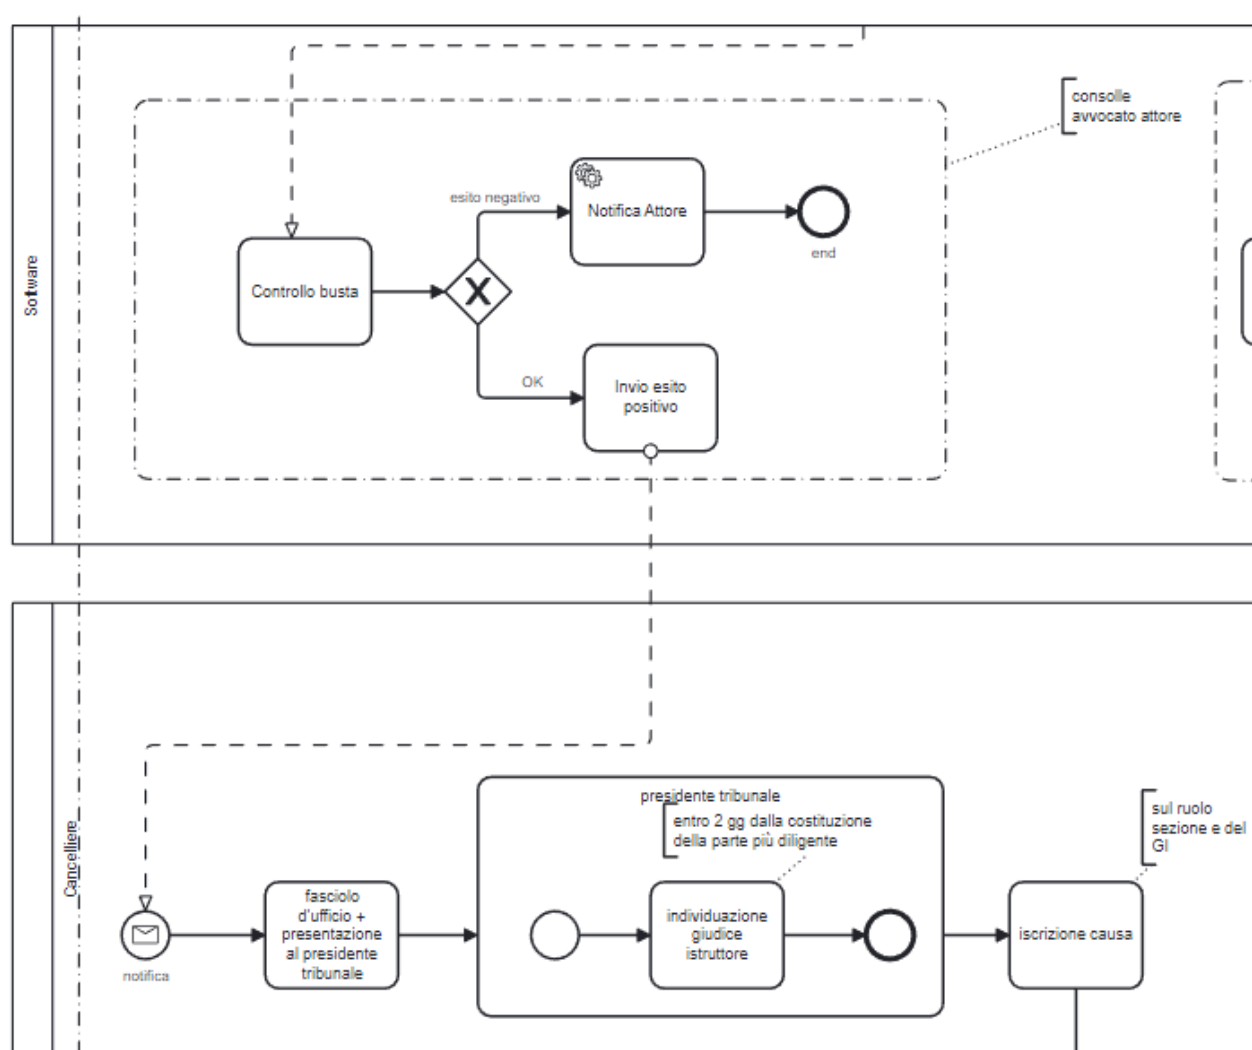 consolle
avvocato attore
esito negativo
Notifica Attore
end
Software
Controllo busta
OK
Invio esito
positivo
Cancelliere
presidente tribunale
entro 2 gg dalla costituzione
della parte più diligente
sul ruolo
sezione e del
GI
notifica
fasciolo
d'ufficio +
presentazione
al presidente
tribunale
individuazione
giudice
istruttore
iscrizione causa